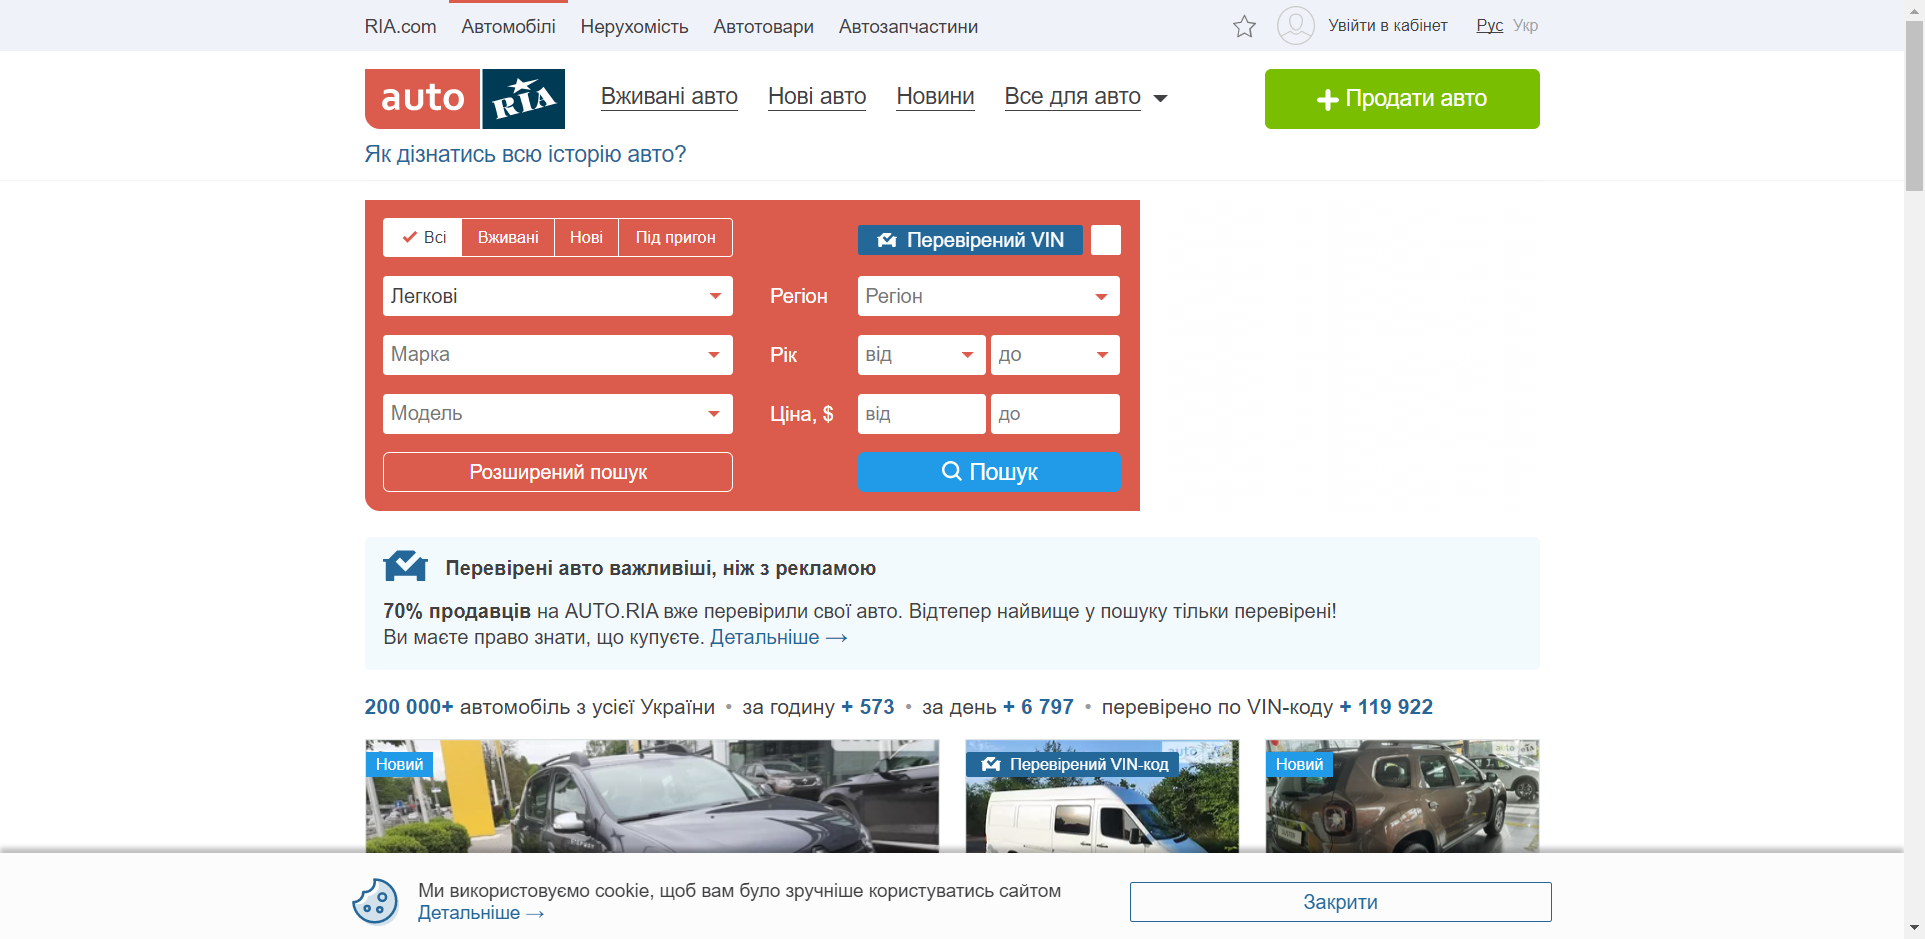 RIA.com Автомобілі Нерухомість Автотовари Автозапчастини Увійти в кабінет Рус Укр
auto RIA Вживані авто Нові авто Новини Все для авто Продати авто
Як дізнатись всю історію авто?
Всі Вживані Нові Під пригон Перевірений VIN
Легкові Регіон Регіон
Марка Рік від до
Модель Ціна, $ від до
Розширений пошук Пошук
Перевірені авто важливіші, ніж з рекламою
70% продавців на AUTO.RIA вже перевірили свої авто. Відтепер найвище у пошуку тільки перевірені!
Ви маєте право знати, що купуєте. Детальніше →
200 000+ автомобіль з усієї України • за годину + 573 • за день + 6 797 • перевірено по VIN-коду + 119 922
Новий Перевірений VIN-код Новий
Ми використовуємо cookie, щоб вам було зручніше користуватись сайтом
Детальніше →
Закрити